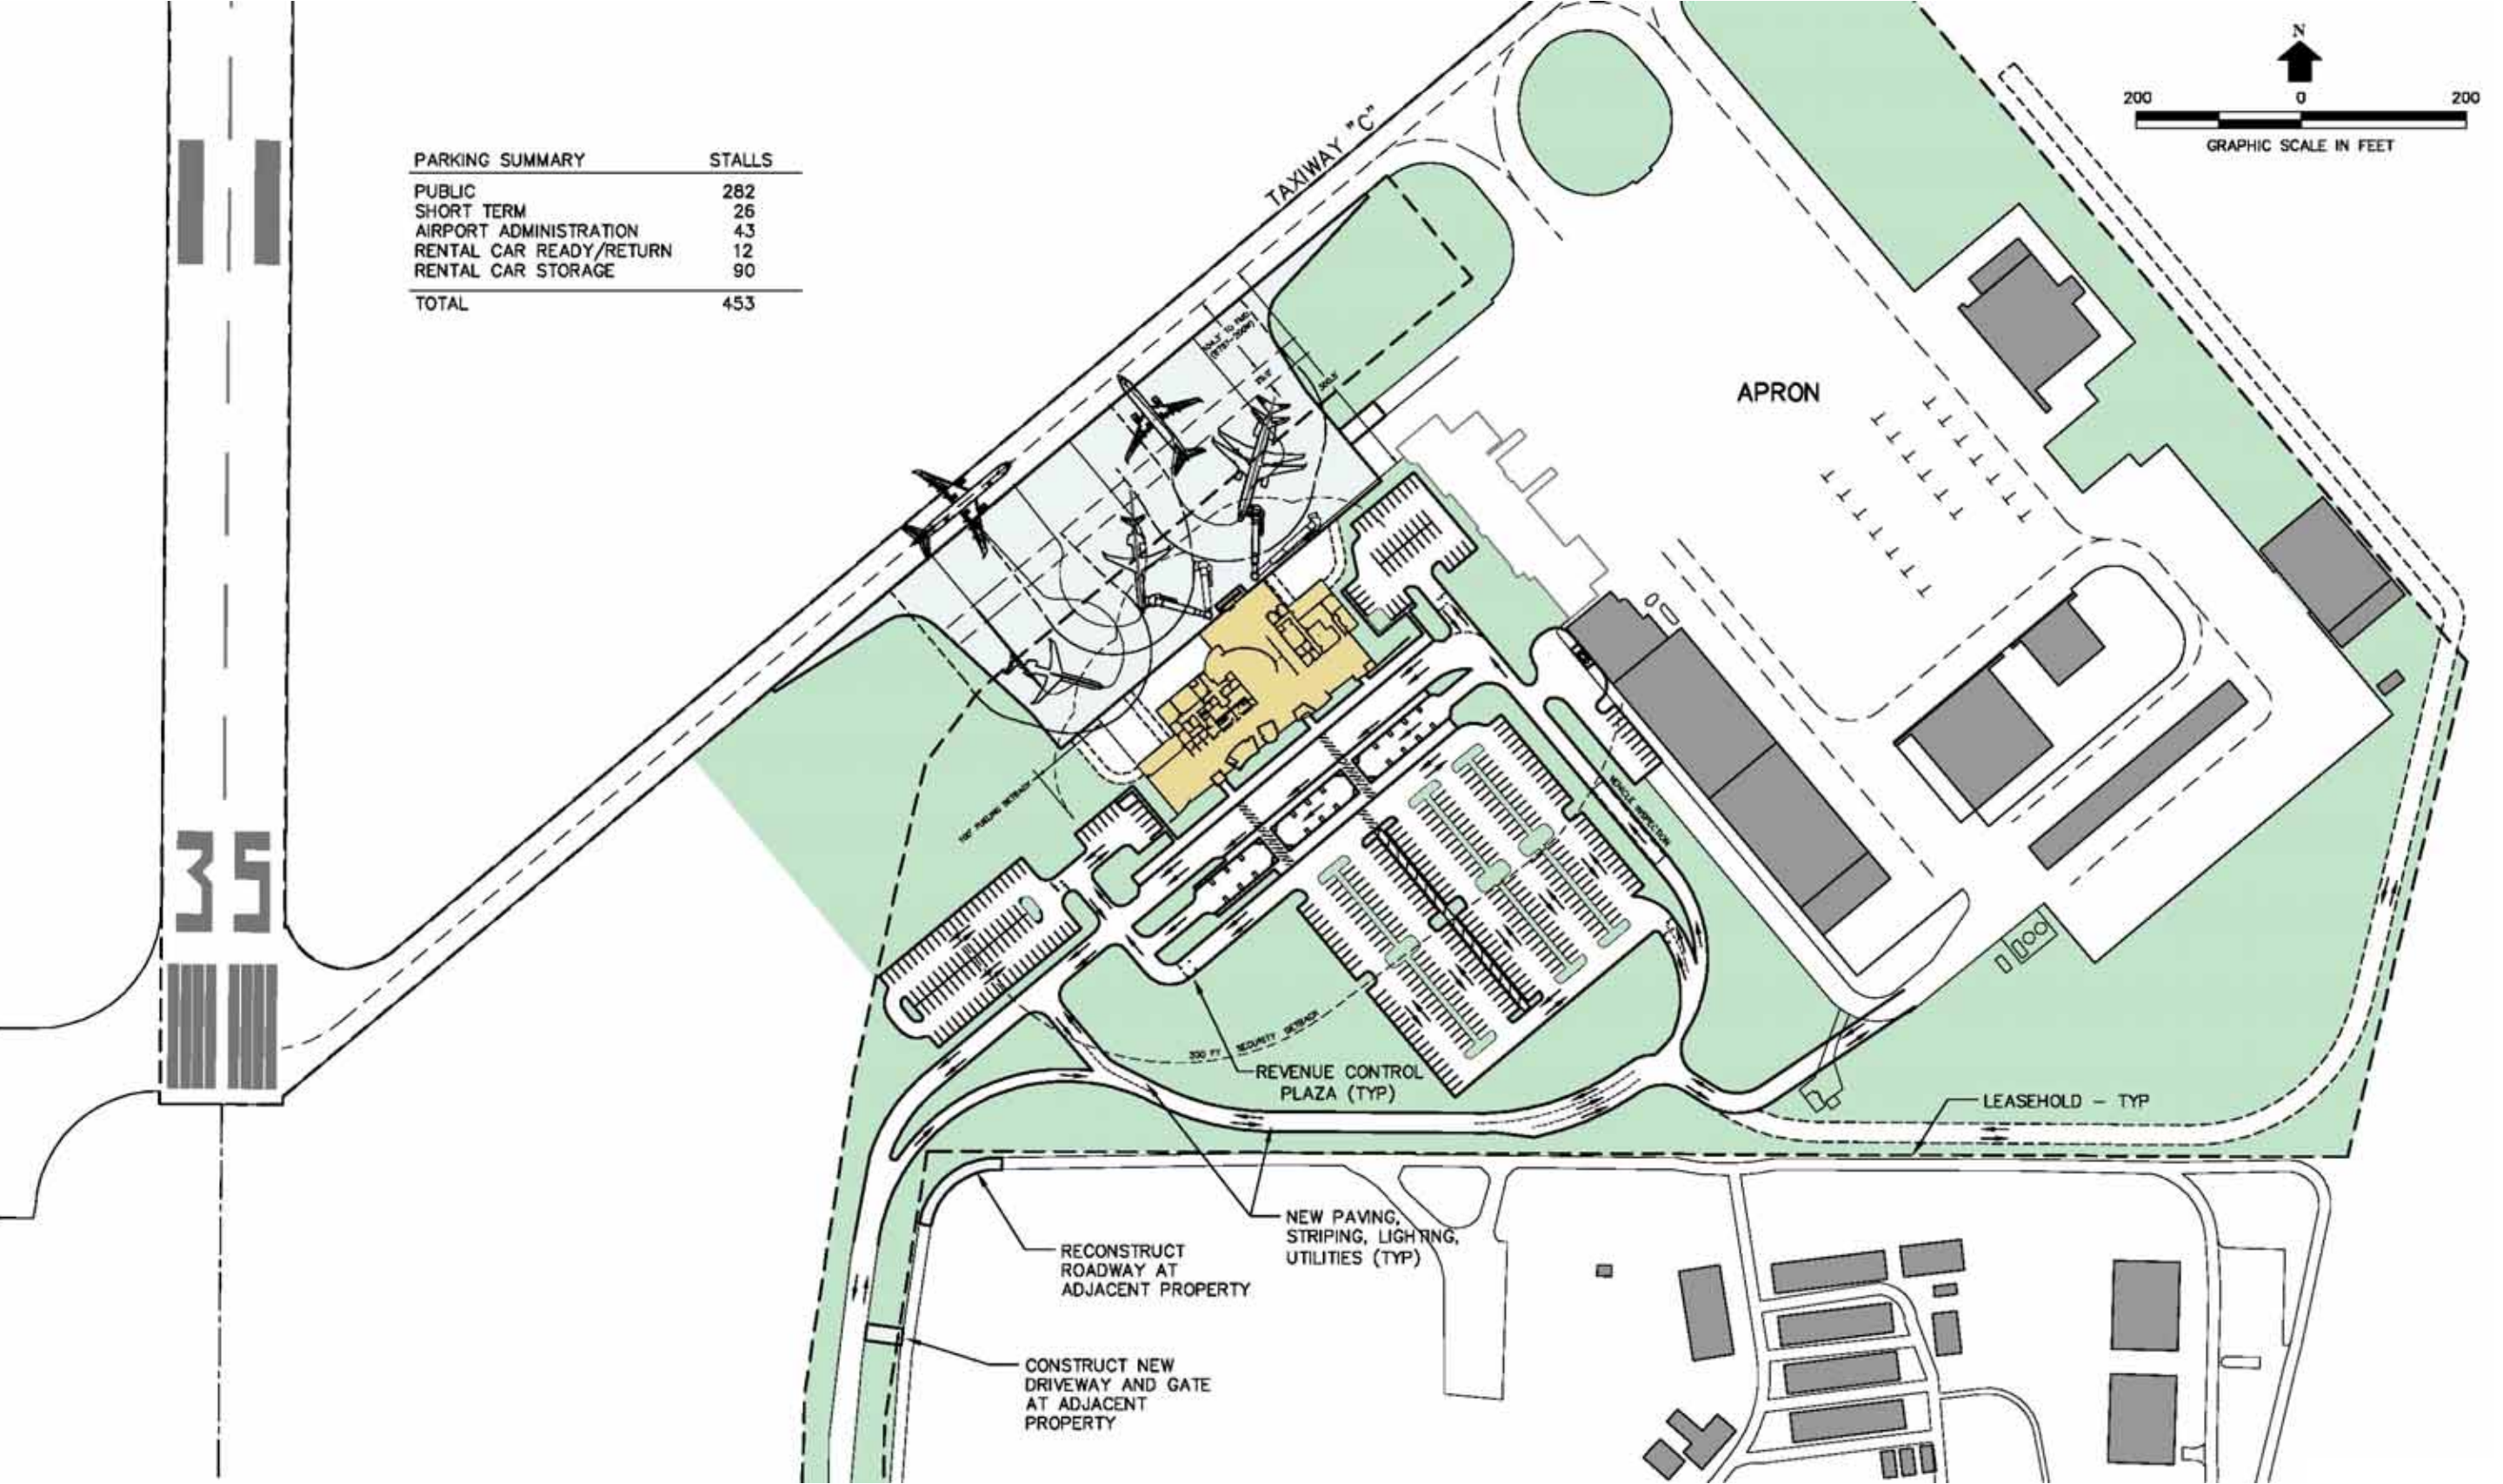 N
200 0 200
GRAPHIC SCALE IN FEET
TAXIWAY "C"
PARKING SUMMARY STALLS
PUBLIC 282
SHORT TERM 26
AIRPORT ADMINISTRATION 43
RENTAL CAR READY/RETURN 12
RENTAL CAR STORAGE 90
TOTAL 453
APRON
100' FUELING SETBACK
VEHICLE INSPECTION
35
300 FT SECURITY SETBACK
REVENUE CONTROL
PLAZA (TYP)
LEASEHOLD - TYP
NEW PAVING,
STRIPING, LIGHTING,
UTILITIES (TYP)
RECONSTRUCT
ROADWAY AT
ADJACENT PROPERTY
CONSTRUCT NEW
DRIVEWAY AND GATE
AT ADJACENT
PROPERTY